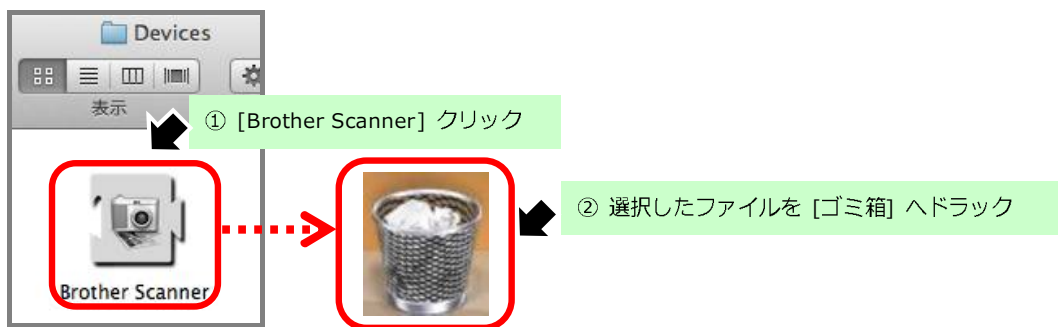 Devices
表示
① [Brother Scanner] クリック
Brother Scanner
② 選択したファイルを [ゴミ箱] へドラック